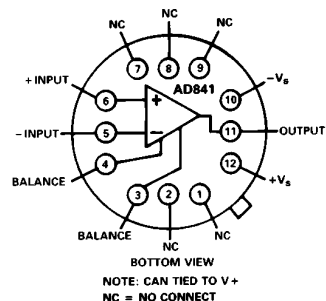 NC
NC
NC
7
8
9
AD841
+ INPUT
6
+
10
−Vs
− INPUT
5
−
11
OUTPUT
4
12
+Vs
BALANCE
3
2
1
BALANCE
NC
NC
BOTTOM VIEW
NOTE: CAN TIED TO V+
NC = NO CONNECT